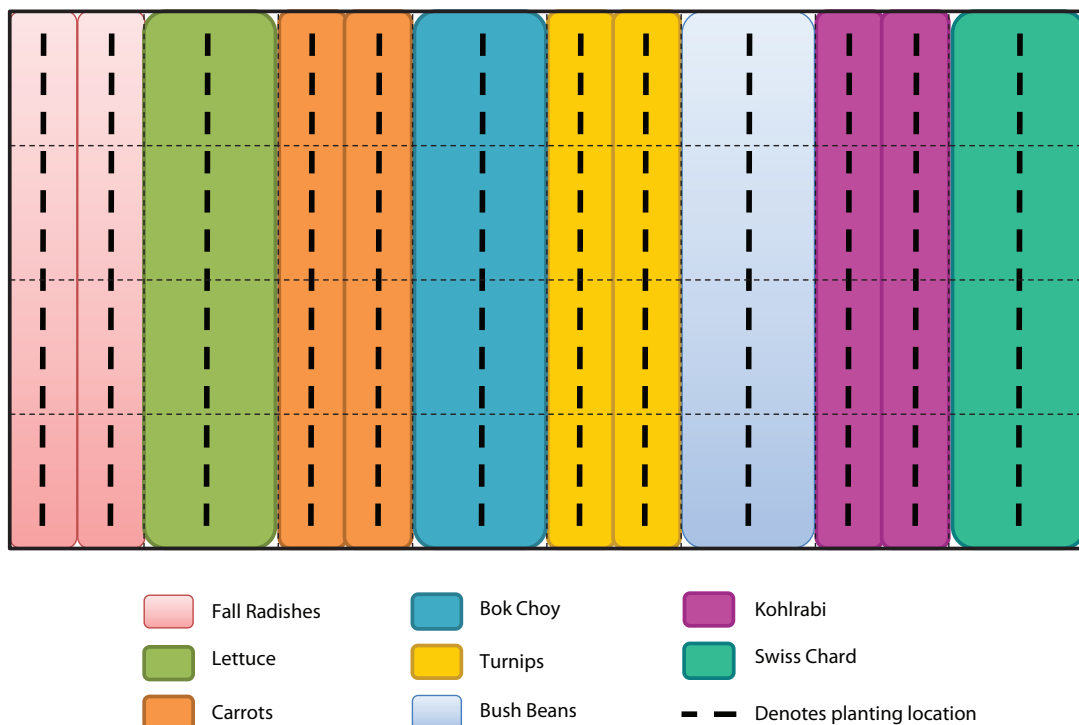 Fall Radishes
Lettuce
Carrots
Bok Choy
Turnips
Bush Beans
Kohlrabi
Swiss Chard
Denotes planting location